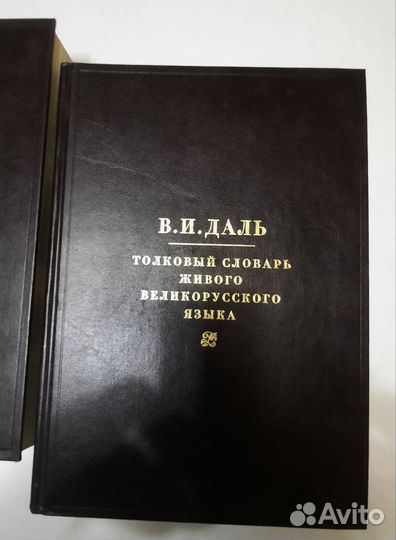 В.И.ДАЛЬ
ТОЛКОВЫЙ СЛОВАРЬ
ЖИВОГО
ВЕЛИКОРУССКОГО
ЯЗЫКА
Avito